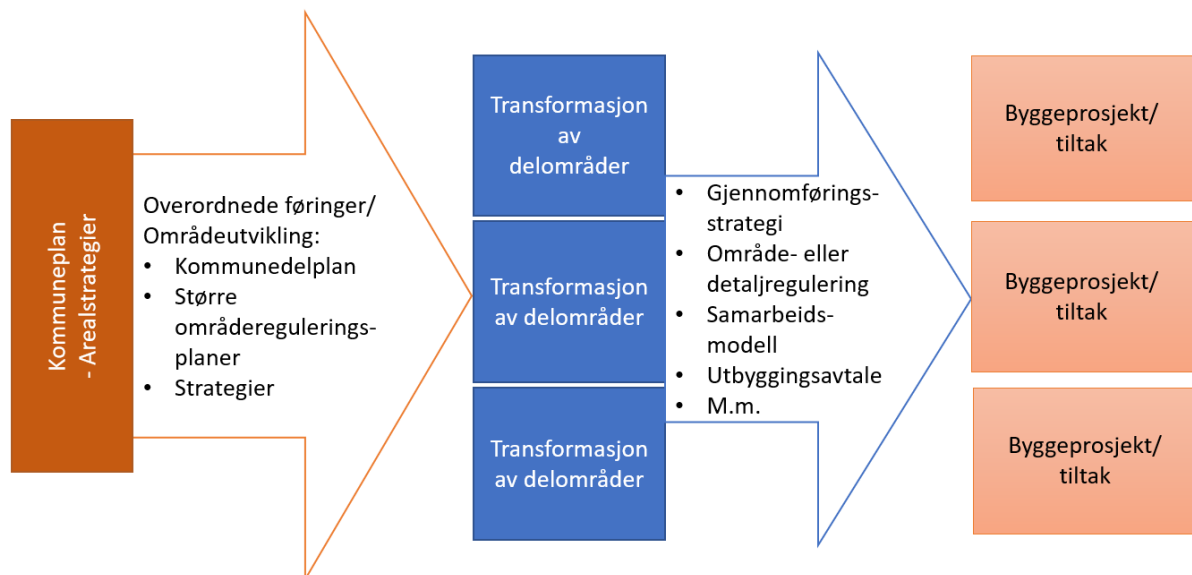 Kommuneplan
- Arealstrategier
Overordnede føringer/
Områdeutvikling:
• Kommunedelplan
• Større
områderegulerings-
planer
• Strategier
Transformasjon
av
delområder
Transformasjon
av delområder
Transformasjon
av delområder
• Gjennomførings-
strategi
• Område- eller
detaljregulering
• Samarbeids-
modell
• Utbyggingsavtale
• M.m.
Byggeprosjekt/
tiltak
Byggeprosjekt/
tiltak
Byggeprosjekt/
tiltak